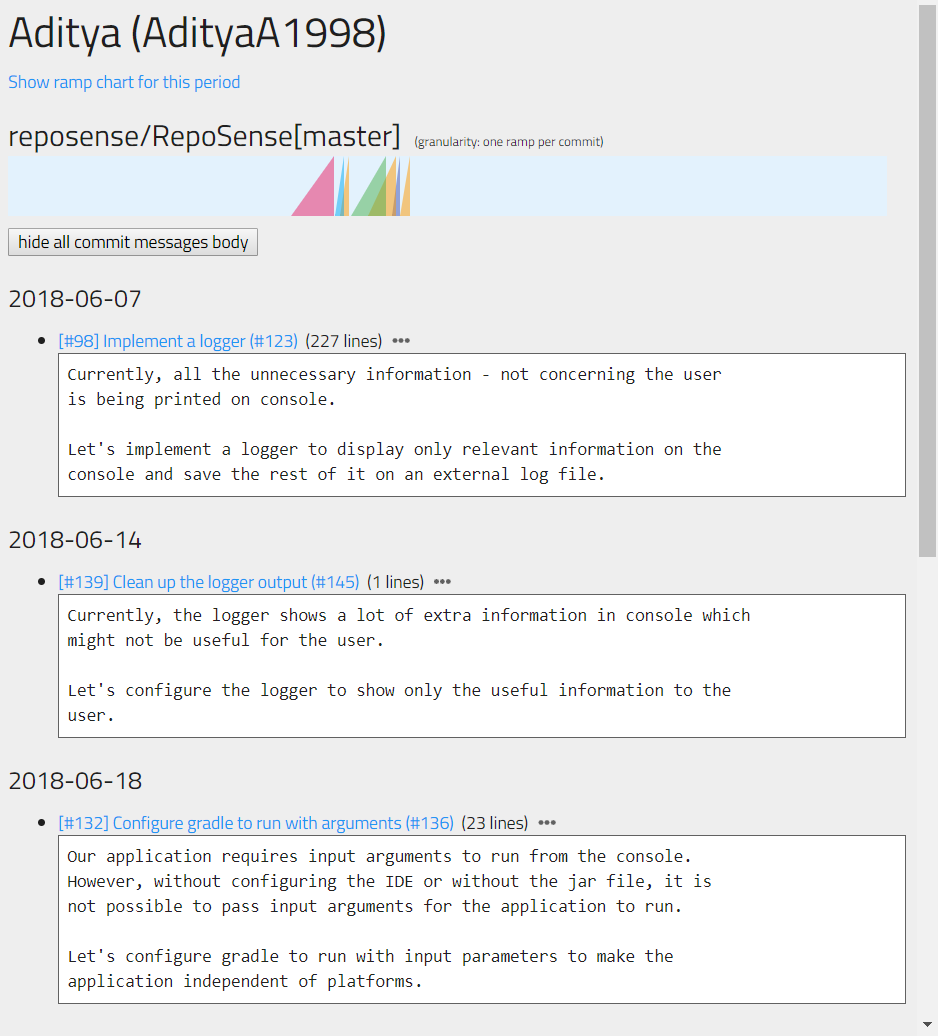 Aditya (AdityaA1998)
Show ramp chart for this period
reposense/RepoSense[master] (granularity: one ramp per commit)
hide all commit messages body
2018-06-07
[#98] Implement a logger (#123) (227 lines) •••
Currently, all the unnecessary information - not concerning the user
is being printed on console.
Let's implement a logger to display only relevant information on the
console and save the rest of it on an external log file.
2018-06-14
[#139] Clean up the logger output (#145) (1 lines) •••
Currently, the logger shows a lot of extra information in console which
might not be useful for the user.
Let's configure the logger to show only the useful information to the
user.
2018-06-18
[#132] Configure gradle to run with arguments (#136) (23 lines) •••
Our application requires input arguments to run from the console.
However, without configuring the IDE or without the jar file, it is
not possible to pass input arguments for the application to run.
Let's configure gradle to run with input parameters to make the
application independent of platforms.